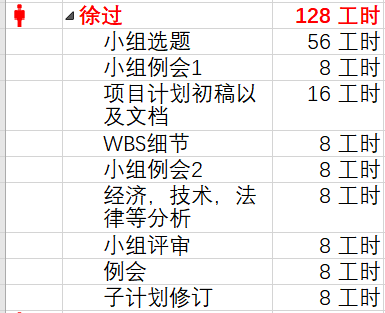 徐过 128 工时
小组选题 56 工时
小组例会1 8 工时
项目计划初稿以 16 工时
及文档
WBS细节 8 工时
小组例会2 8 工时
经济，技术，法 8 工时
律等分析
小组评审 8 工时
例会 8 工时
子计划修订 8 工时